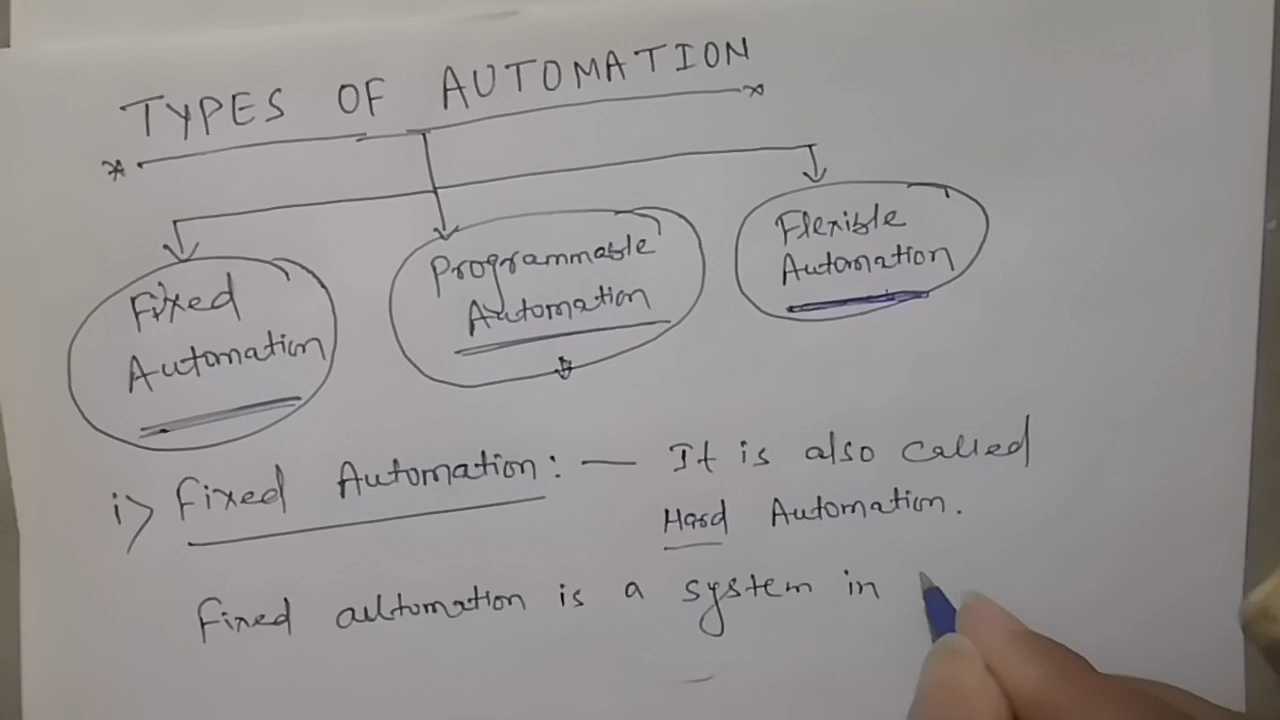 TYPES OF AUTOMATION
Fixed
Automation
Programmable
Automation
Flexible
Automation
i) Fixed Automation: — It is also called
Hard Automation.
Fixed automation is a system in